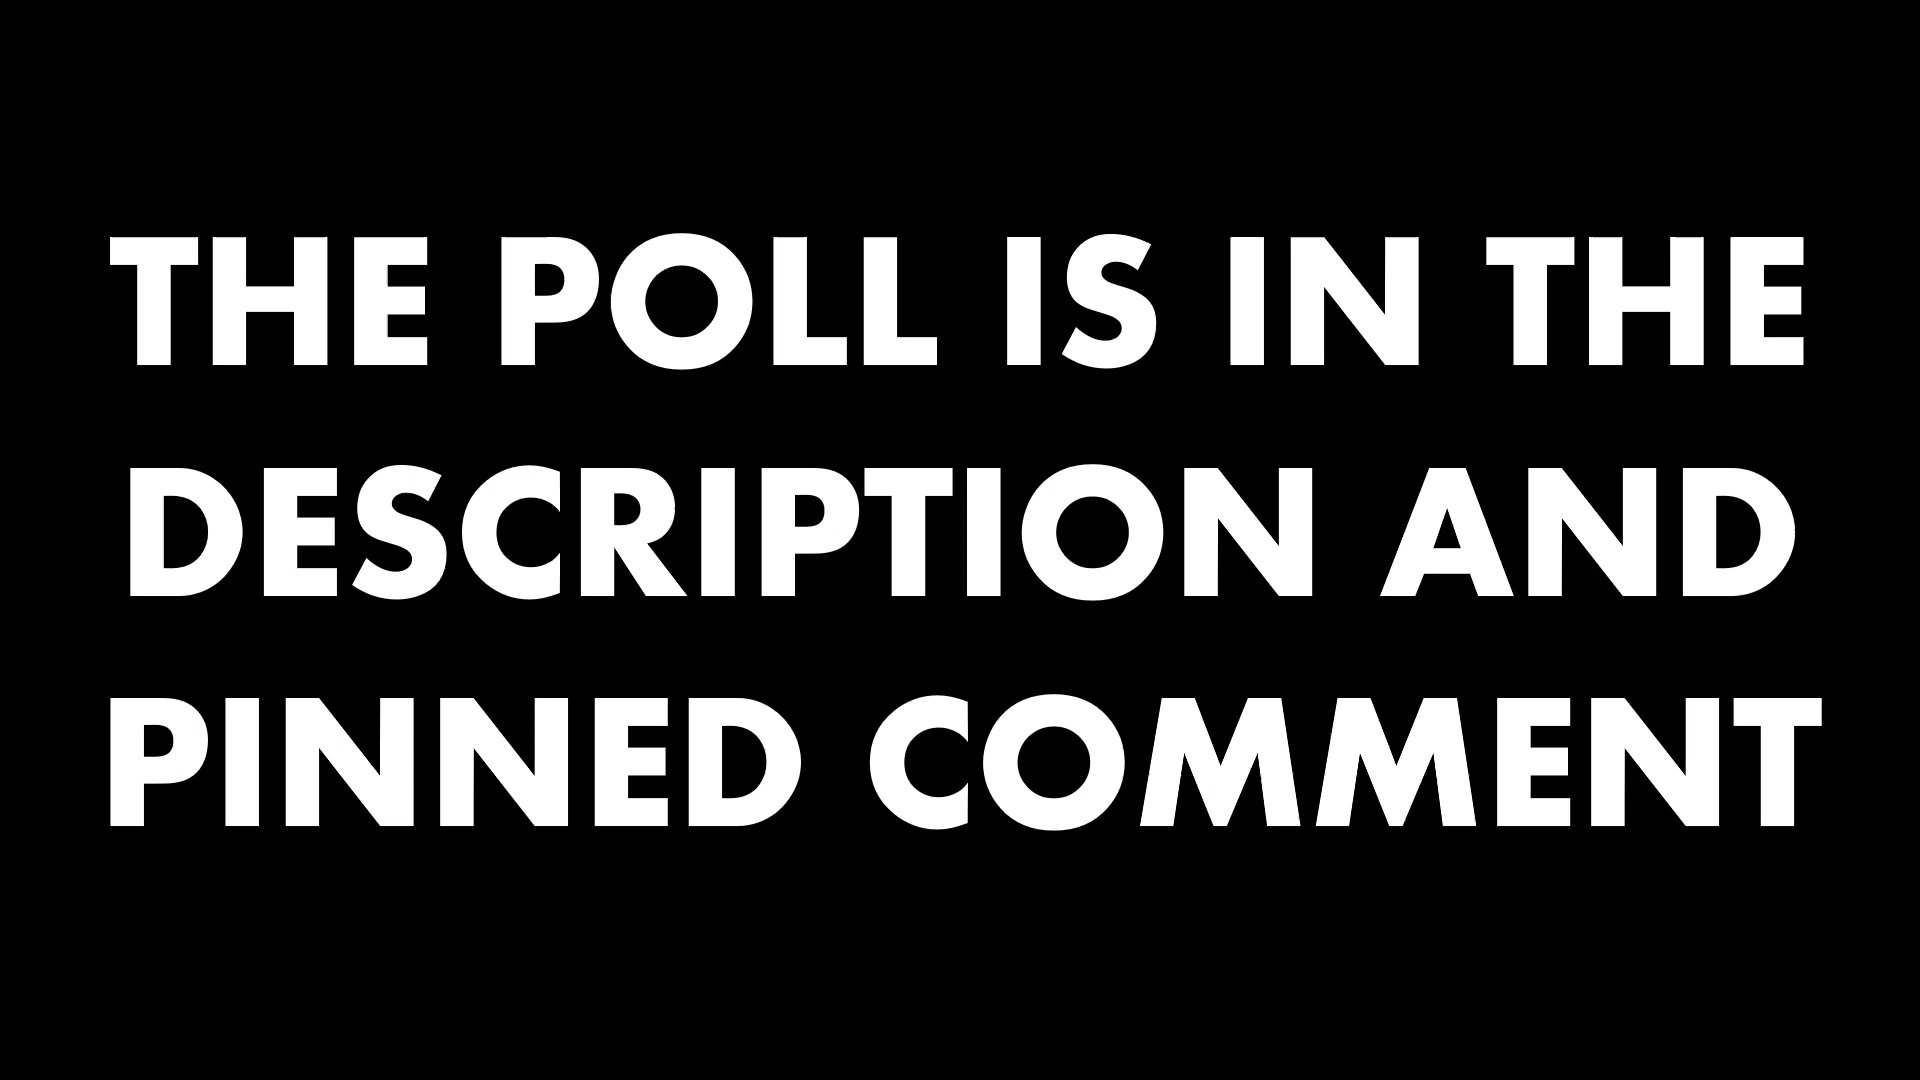 THE POLL IS IN THE
DESCRIPTION AND
PINNED COMMENT